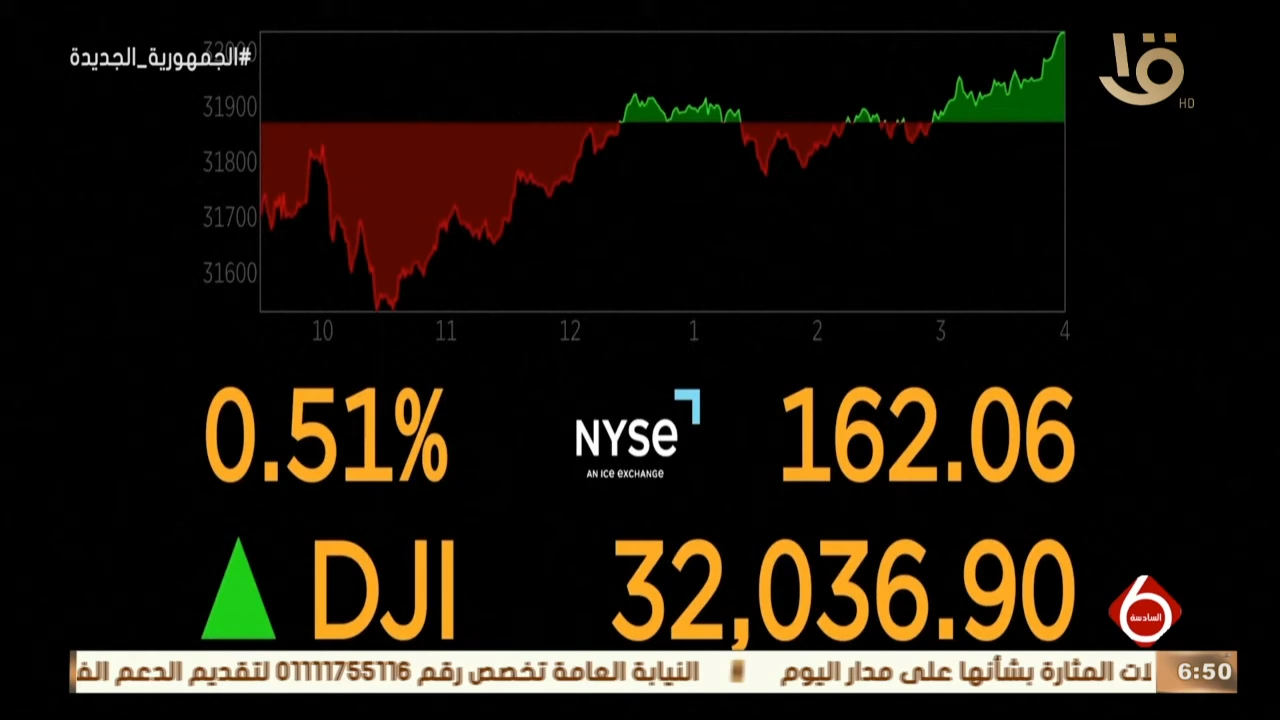 #الجمهورية_الجديدة
HD
32000
31900
31800
31700
31600
10 11 12 1 2 3 4
0.51% NYSE 162.06
AN ICE EXCHANGE
DJI 32,036.90
6 السادسة
لات المثارة بشأنها على مدار اليوم النيابة العامة تخصص رقم 01111755116 لتقديم الدعم الف
6:50